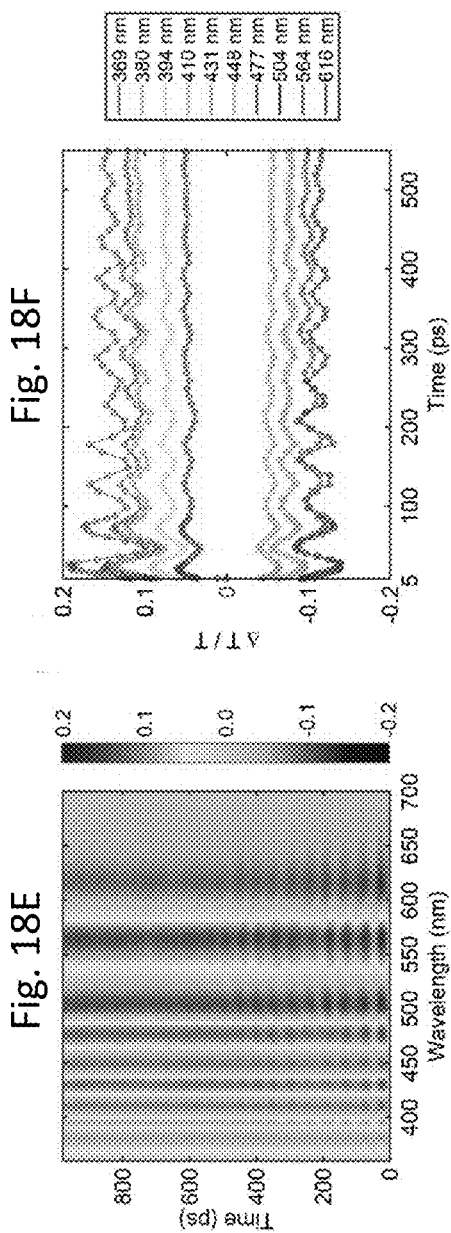 Fig. 18E
Time (ps)
800
600
400
200
0
400
450
500
550
600
650
700
Wavelength (nm)
0.2
0.1
0.0
-0.1
-0.2
Fig. 18F
Δ T / T
0.2
0.1
0
-0.1
-0.2
5
100
200
300
400
500
Time (ps)
369 nm
380 nm
394 nm
410 nm
431 nm
448 nm
477 nm
504 nm
564 nm
616 nm